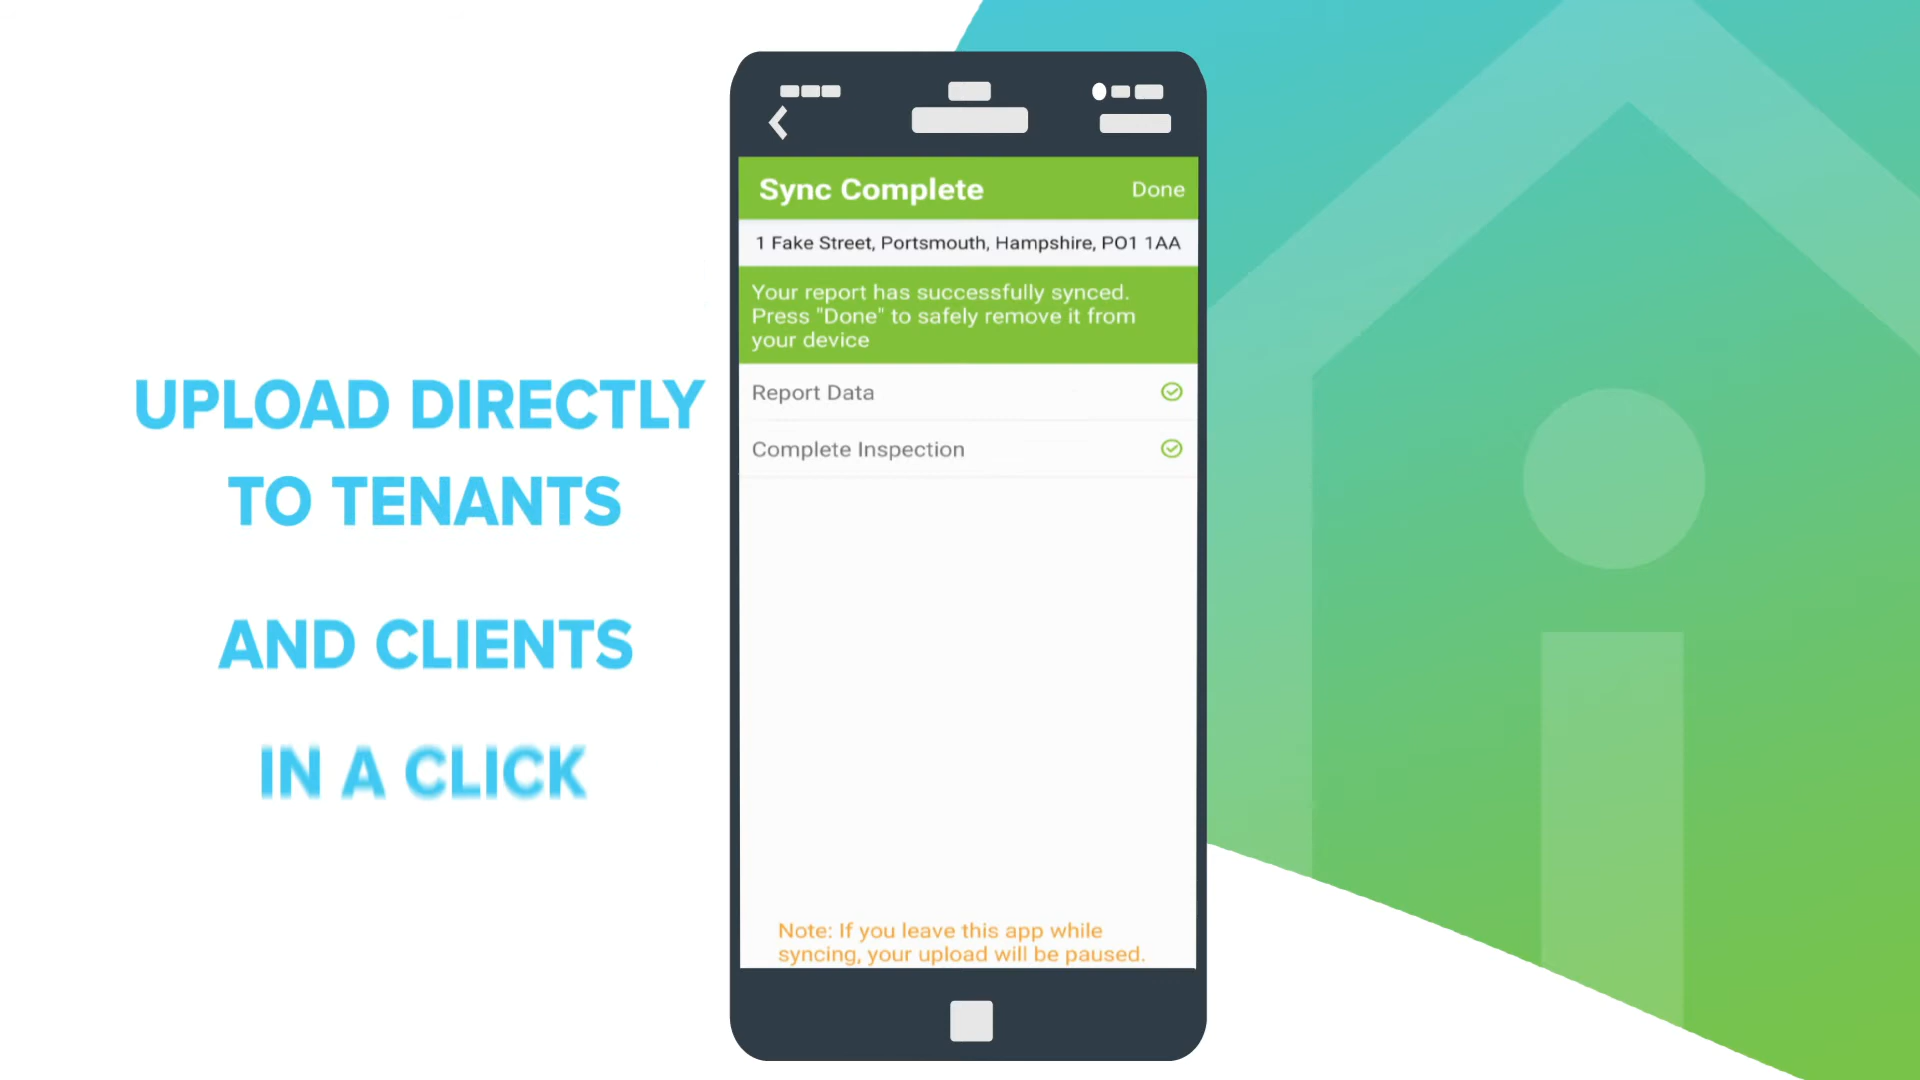 UPLOAD DIRECTLY
TO TENANTS
AND CLIENTS
IN A CLICK
Sync Complete
Done
1 Fake Street, Portsmouth, Hampshire, PO1 1AA
Your report has successfully synced.
Press "Done" to safely remove it from
your device
Report Data
Complete Inspection
Note: If you leave this app while
syncing, your upload will be paused.